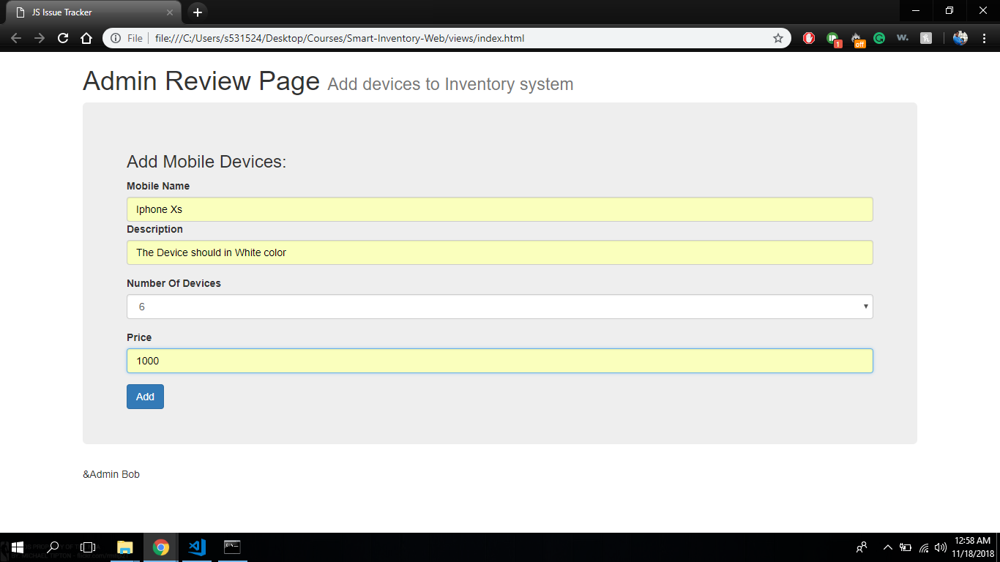 JS Issue Tracker
File
file:///C:/Users/s531524/Desktop/Courses/Smart-Inventory-Web/views/index.html
1
off
w.
Admin Review Page Add devices to Inventory system
Add Mobile Devices:
Mobile Name
Iphone Xs
Description
The Device should in White color
Number Of Devices
6
Price
1000
Add
&Admin Bob
12:58 AM
11/18/2018